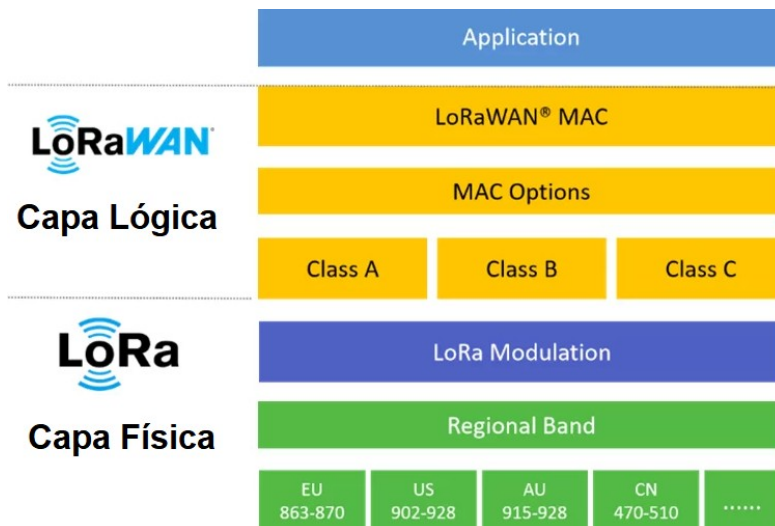 Application
LoRaWAN®
Capa Lógica
LoRaWAN® MAC
MAC Options
Class A
Class B
Class C
LoRa
Capa Física
LoRa Modulation
Regional Band
EU
863-870
US
902-928
AU
915-928
CN
470-510
......